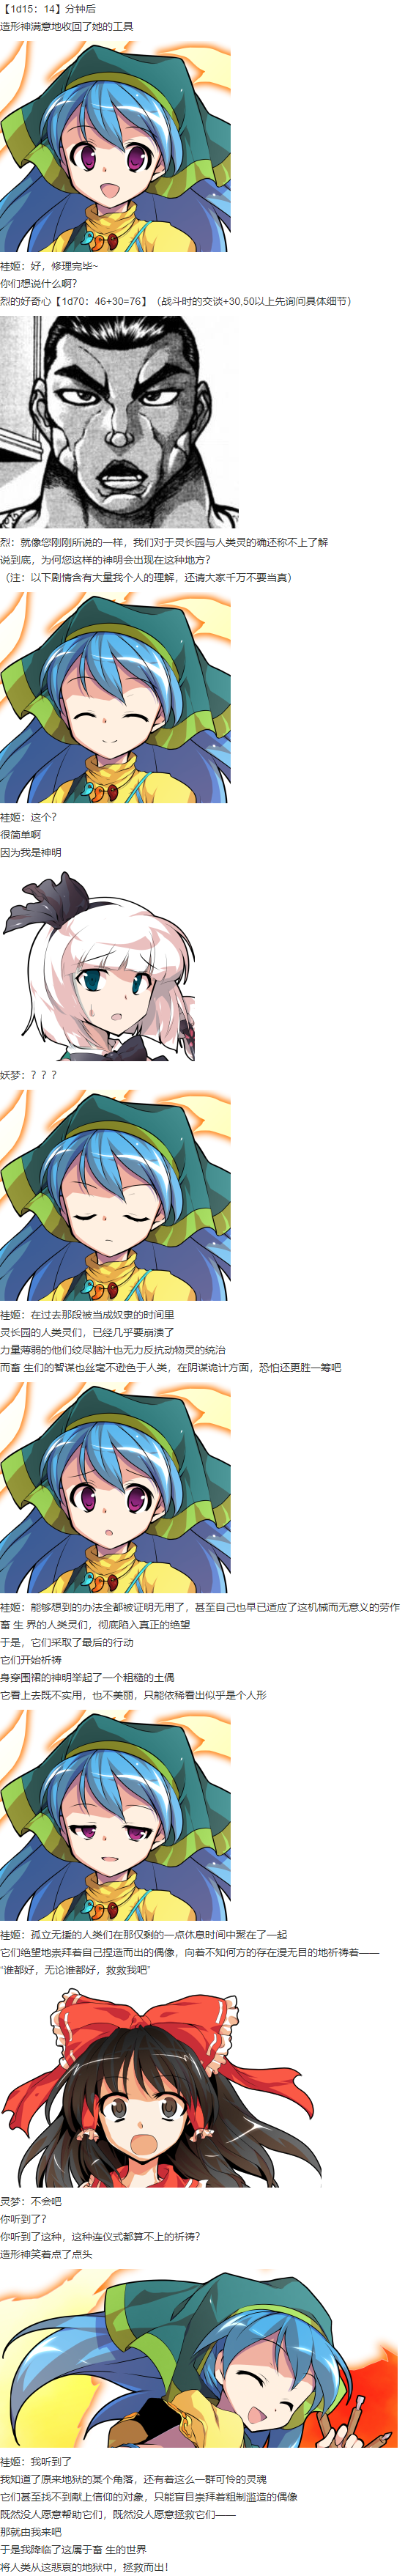 【1d15：14】分钟后
造形神满意地收回了她的工具
袿姬：好，修理完毕~
你们想说什么啊？
烈的好奇心【1d70：46+30=76】（战斗时的交谈+30,50以上先询问具体细节）
烈：就像您刚刚所说的一样，我们对于灵长园与人类灵的确还称不上了解
说到底，为何您这样的神明会出现在这种地方？
（注：以下剧情含有大量我个人的理解，还请大家千万不要当真）
袿姬：这个？
很简单啊
因为我是神明
妖梦：？？？
袿姬：在过去那段被当成奴隶的时间里
灵长园的人类灵们，已经几乎要崩溃了
力量薄弱的他们绞尽脑汁也无力反抗动物灵的统治
而畜 生们的智谋也丝毫不逊色于人类，在阴谋诡计方面，恐怕还更胜一筹吧
袿姬：能够想到的办法全都被证明无用了，甚至自己也早已适应了这机械而无意义的劳作
畜 生 界的人类灵们，彻底陷入真正的绝望
于是，它们采取了最后的行动
它们开始祈祷
身穿围裙的神明举起了一个粗糙的土偶
它看上去既不实用，也不美丽，只能依稀看出似乎是个人形
袿姬：孤立无援的人类们在那仅剩的一点休息时间中聚在了一起
它们绝望地崇拜着自己捏造而出的偶像，向着不知何方的存在漫无目的地祈祷着——
“谁都好，无论谁都好，救救我吧”
灵梦：不会吧
你听到了？
你听到了这种，这种连仪式都算不上的祈祷？
造形神笑着点了点头
袿姬：我听到了
我知道了原来地狱的某个角落，还有着这么一群可怜的灵魂
它们甚至找不到献上信仰的对象，只能盲目崇拜着粗制滥造的偶像
既然没人愿意帮助它们，既然没人愿意拯救它们——
那就由我来吧
于是我降临了这属于畜 生的世界
将人类从这悲哀的地狱中，拯救而出！